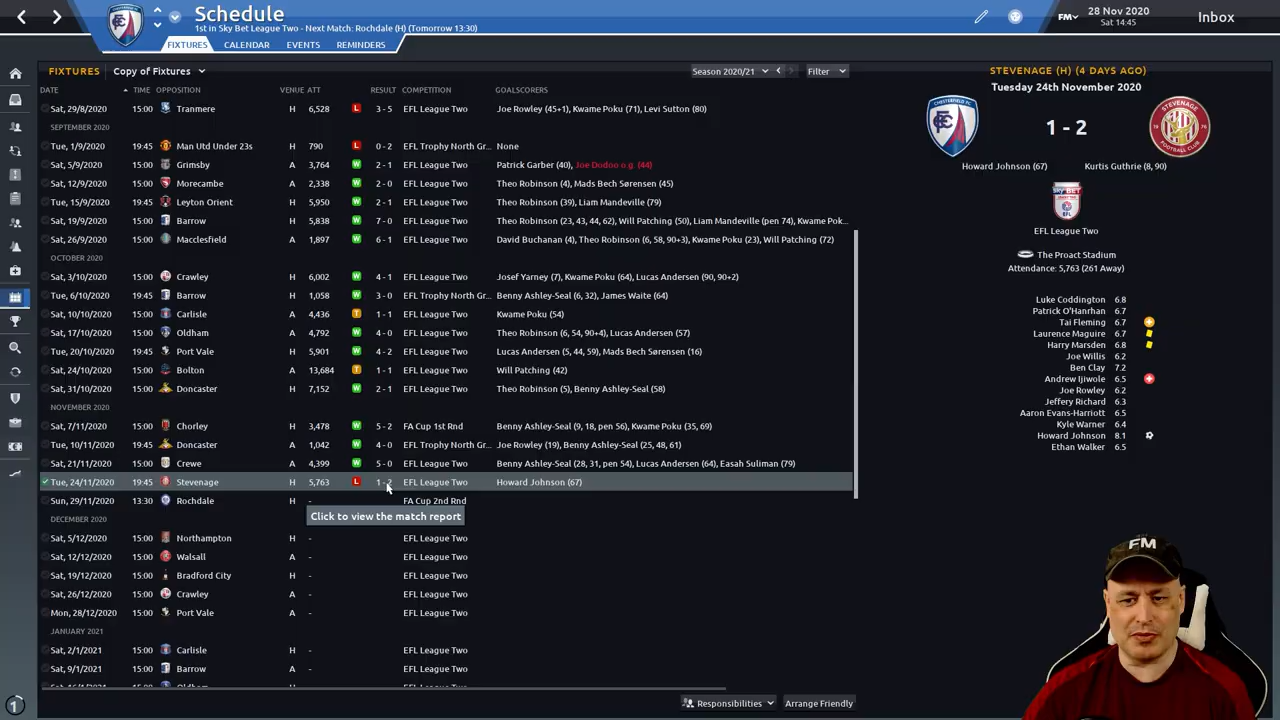 Schedule
1st in Sky Bet League Two - Next Match: Rochdale (H) (Tomorrow 13:30)
FM
28 Nov 2020
Sat 14:45
Inbox
FIXTURES CALENDAR EVENTS REMINDERS
FIXTURES Copy of Fixtures Season 2020/21 Filter
DATE TIME OPPOSITION VENUE ATT RESULT COMPETITION GOALSCORERS
Sat, 29/8/2020 15:00 Tranmere H 6,528 L 3 - 5 EFL League Two Joe Rowley (45+1), Kwame Poku (71), Levi Sutton (80)
SEPTEMBER 2020
Tue, 1/9/2020 19:45 Man Utd Under 23s H 790 L 0 - 2 EFL Trophy North Gr... None
Sat, 5/9/2020 15:00 Grimsby A 3,764 W 2 - 1 EFL League Two Patrick Garber (40), Joe Dodoo o.g. (44)
Sat, 12/9/2020 15:00 Morecambe A 2,338 W 2 - 0 EFL League Two Theo Robinson (4), Mads Bech Sørensen (45)
Tue, 15/9/2020 19:45 Leyton Orient H 5,950 W 2 - 1 EFL League Two Theo Robinson (39), Liam Mandeville (79)
Sat, 19/9/2020 15:00 Barrow H 5,838 W 7 - 0 EFL League Two Theo Robinson (23, 43, 44, 62), Will Patching (50), Liam Mandeville (pen 74), Kwame Pok...
Sat, 26/9/2020 15:00 Macclesfield A 1,897 W 6 - 1 EFL League Two David Buchanan (4), Theo Robinson (6, 58, 90+3), Kwame Poku (23), Will Patching (72)
OCTOBER 2020
Sat, 3/10/2020 15:00 Crawley H 6,002 W 4 - 1 EFL League Two Josef Yarney (7), Kwame Poku (64), Lucas Andersen (90, 90+2)
Tue, 6/10/2020 19:45 Barrow H 1,058 W 3 - 0 EFL Trophy North Gr... Benny Ashley-Seal (6, 32), James Waite (64)
Sat, 10/10/2020 15:00 Carlisle A 4,436 T 1 - 1 EFL League Two Kwame Poku (54)
Sat, 17/10/2020 15:00 Oldham A 4,792 W 4 - 0 EFL League Two Theo Robinson (6, 54, 90+4), Lucas Andersen (57)
Tue, 20/10/2020 19:45 Port Vale H 5,901 W 4 - 2 EFL League Two Lucas Andersen (5, 44, 59), Mads Bech Sørensen (16)
Sat, 24/10/2020 15:00 Bolton A 13,684 T 1 - 1 EFL League Two Will Patching (42)
Sat, 31/10/2020 15:00 Doncaster H 7,152 W 2 - 1 EFL League Two Theo Robinson (5), Benny Ashley-Seal (58)
NOVEMBER 2020
Sat, 7/11/2020 15:00 Chorley H 3,478 W 5 - 2 FA Cup 1st Rnd Benny Ashley-Seal (9, 18, pen 56), Kwame Poku (35, 69)
Tue, 10/11/2020 19:45 Doncaster A 1,042 W 4 - 0 EFL Trophy North Gr... Joe Rowley (19), Benny Ashley-Seal (25, 48, 61)
Sat, 21/11/2020 15:00 Crewe A 4,399 W 5 - 0 EFL League Two Benny Ashley-Seal (28, 31, pen 54), Lucas Andersen (64), Easah Suliman (79)
Tue, 24/11/2020 19:45 Stevenage H 5,763 L 1 - 2 EFL League Two Howard Johnson (67)
Sun, 29/11/2020 13:30 Rochdale H - FA Cup 2nd Rnd
Click to view the match report
DECEMBER 2020
Sat, 5/12/2020 15:00 Northampton H - EFL League Two
Sat, 12/12/2020 15:00 Walsall A - EFL League Two
Sat, 19/12/2020 15:00 Bradford City H - EFL League Two
Sat, 26/12/2020 15:00 Crawley A - EFL League Two
Mon, 28/12/2020 15:00 Port Vale A - EFL League Two
JANUARY 2021
Sat, 2/1/2021 15:00 Carlisle H - EFL League Two
Sat, 9/1/2021 15:00 Barrow A - EFL League Two
Responsibilities Arrange Friendly
STEVENAGE (H) (4 DAYS AGO)
Tuesday 24th November 2020
CHESTERFIELD
1 - 2
STEVENAGE
Howard Johnson (67) Kurtis Guthrie (8, 90)
sky BET
EFL
EFL League Two
The Proact Stadium
Attendance: 5,763 (261 Away)
Luke Coddington 6.8
Patrick O'Hanrhan 6.7
Tai Fleming 6.7
Laurence Maguire 6.7
Harry Marsden 6.8
Joe Willis 6.2
Ben Clay 7.2
Andrew Ijiwole 6.5
Joe Rowley 6.2
Jeffery Richard 6.3
Aaron Evans-Harriott 6.5
Kyle Warner 6.4
Howard Johnson 8.1
Ethan Walker 6.5
FM